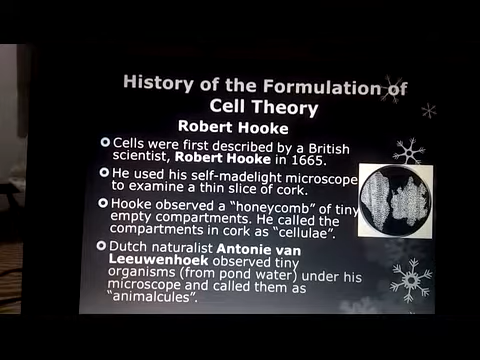 History of the Formulation of
Cell Theory
Robert Hooke
Cells were first described by a British
scientist, Robert Hooke in 1665.
He used his self-madelight microscope
to examine a thin slice of cork.
Hooke observed a “honeycomb” of tiny
empty compartments. He called the
compartments in cork as “cellulae”.
Dutch naturalist Antonie van
Leeuwenhoek observed tiny
organisms (from pond water) under his
microscope and called them as
“animalcules”.